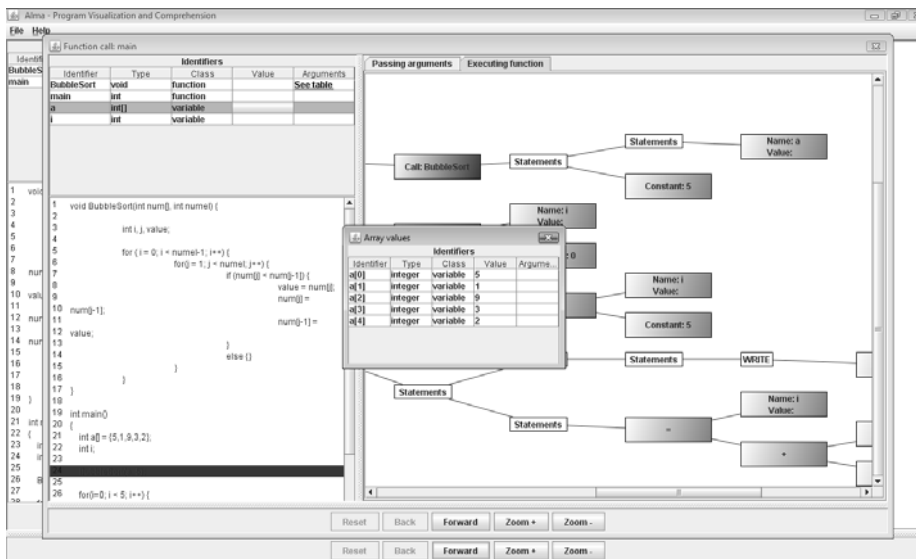 Alma - Program Visualization and Comprehension
File Help
Function call: main
Identifiers
Identifier Type Class Value Arguments
BubbleSort void function See table
main int function
a int[] variable
i int variable
Passing arguments Executing function
Call: BubbleSort
Statements
Statements
Name: a
Value:
Constant: 5
Name: i
Value:
Name: i
Value:
Constant: 5
Statements
Statements
WRITE
Statements
Name: i
Value:
=
+
Array values
Identifiers
Identifier Type Class Value Argume...
a[0] integer variable 5
a[1] integer variable 1
a[2] integer variable 9
a[3] integer variable 3
a[4] integer variable 2
1 void BubbleSort(int num[], int numel) {
2
3 int i, j, value;
4
5 for ( i = 0; i < numel-1; i++) {
6 for(j = 1; j < numel; j++) {
7 if (num[j] < num[j-1]) {
8 value = num[j];
9 num[j] =
10 num[j-1];
11 num[j-1] =
12 value;
13 }
14 else {}
15 }
16 }
17 }
18
19 int main()
20 {
21 int a[] = {5,1,9,3,2};
22 int i;
23
25
26 for(i=0; i < 5; i++) {
Reset Back Forward Zoom + Zoom -
Reset Back Forward Zoom + Zoom -